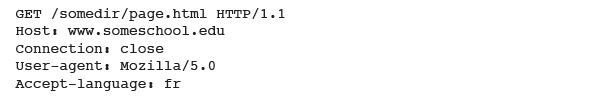 GET /somedir/page.html HTTP/1.1
Host: www.someschool.edu
Connection: close
User-agent: Mozilla/5.0
Accept-language: fr